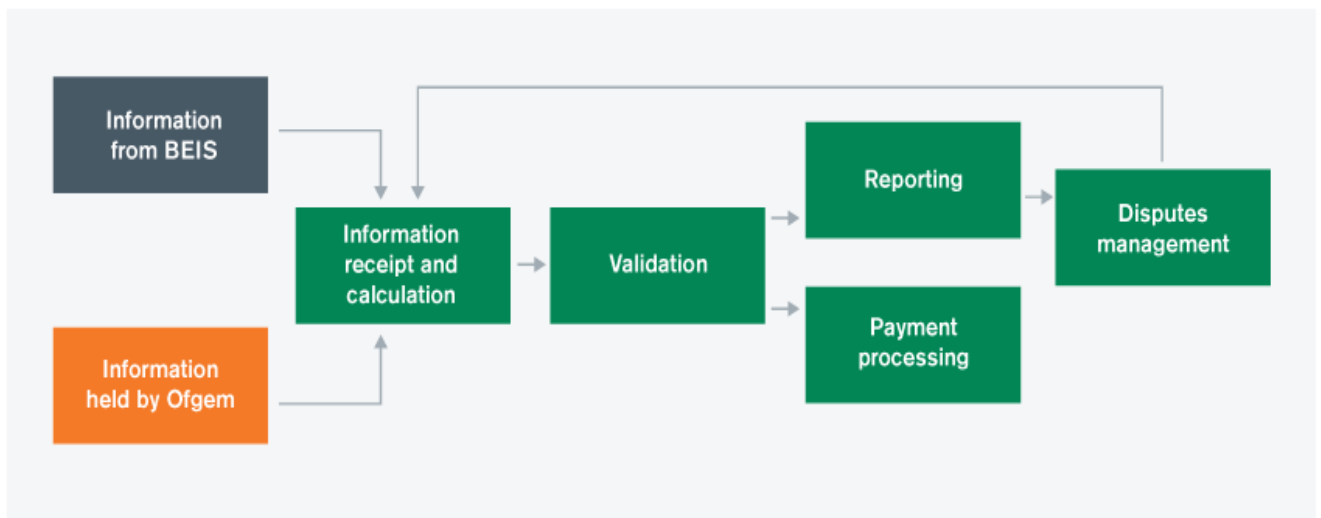 Information
from BEIS
Information
held by Ofgem
Information
receipt and
calculation
Validation
Reporting
Payment
processing
Disputes
management